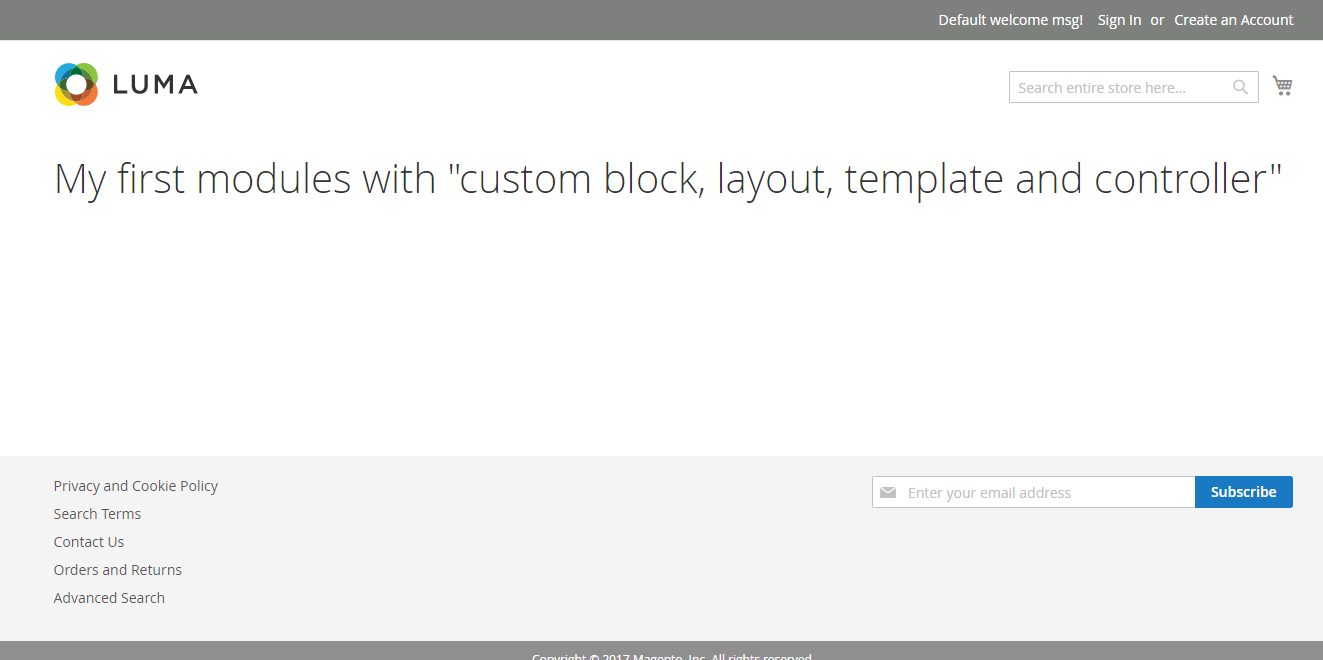 Default welcome msg! Sign In or Create an Account
LUMA
Search entire store here...
My first modules with "custom block, layout, template and controller"
Privacy and Cookie Policy
Search Terms
Contact Us
Orders and Returns
Advanced Search
Enter your email address
Subscribe
Copyright © 2017 Magento, Inc. All rights reserved.